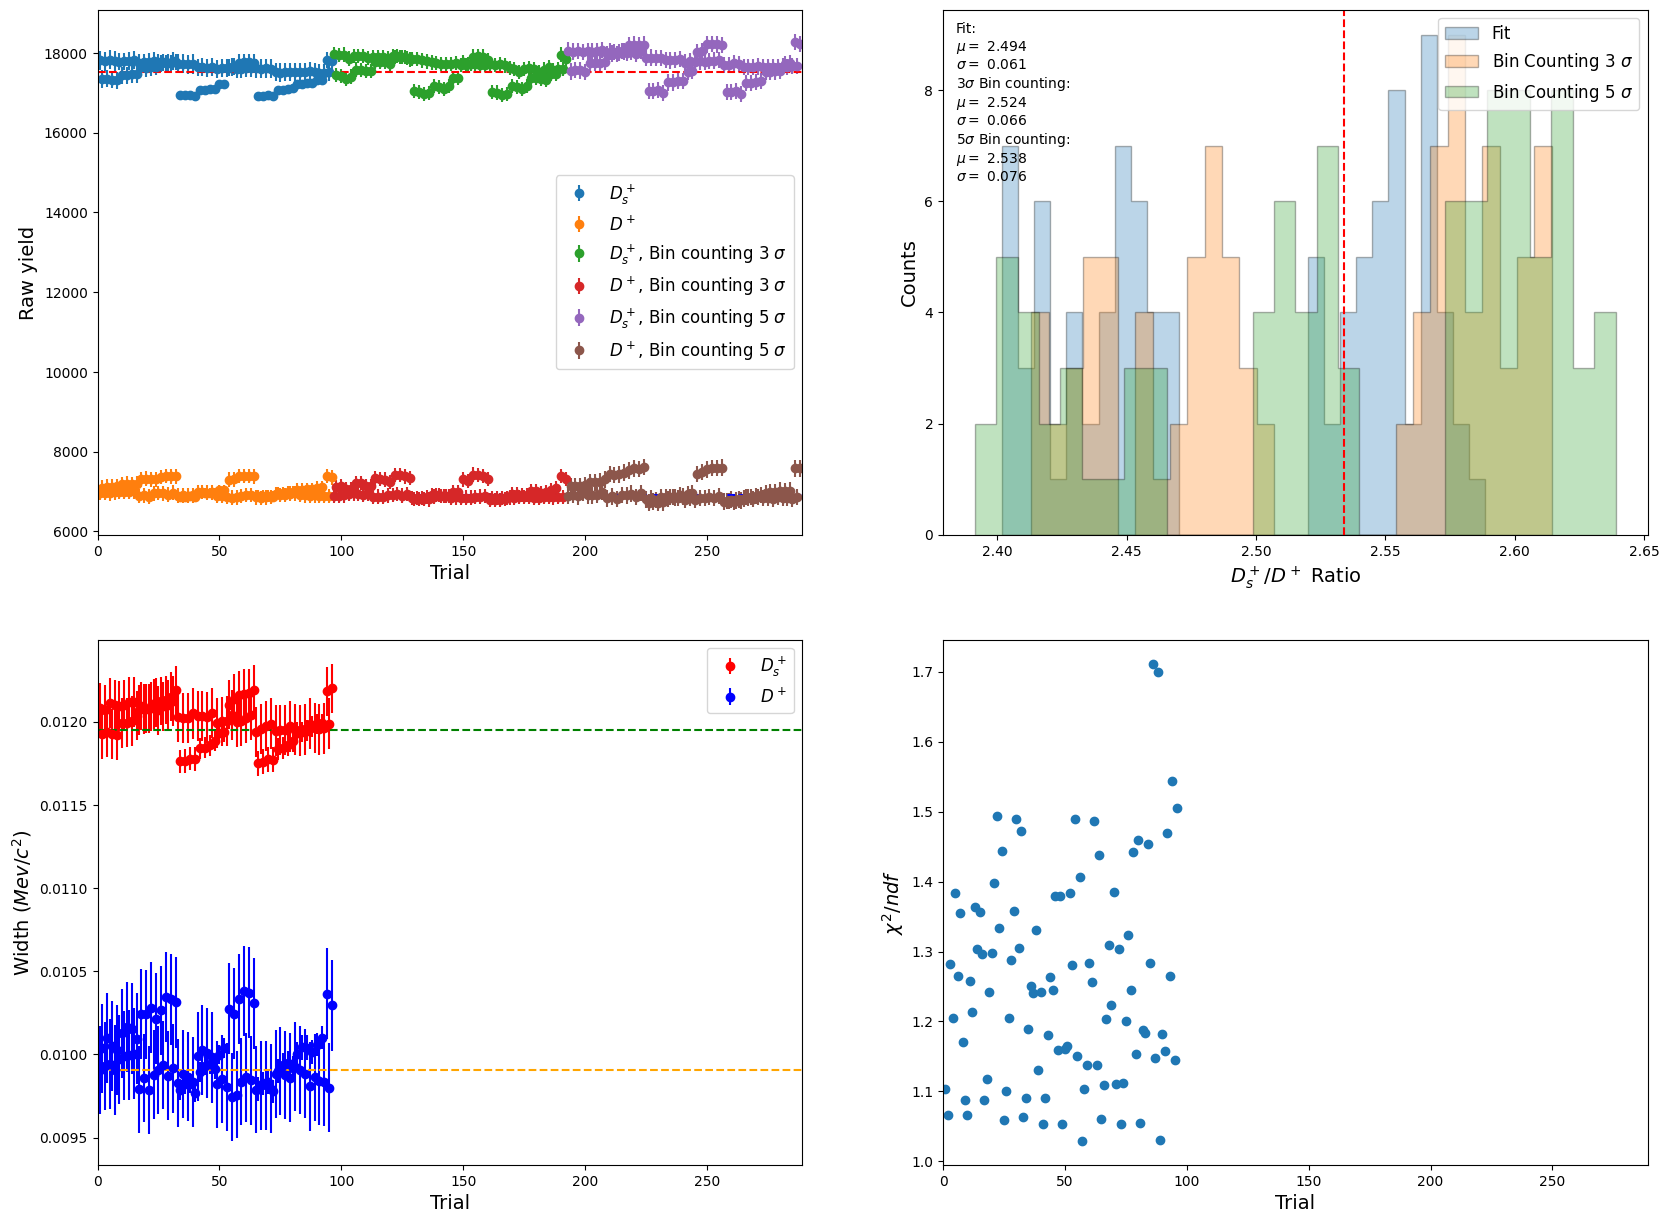 18000
16000
14000
12000
10000
8000
6000
Raw yield
0 50 100 150 200 250
Trial
$D_s^+$
$D^+$
$D_s^+$, Bin counting 3 σ
$D^+$, Bin counting 3 σ
$D_s^+$, Bin counting 5 σ
$D^+$, Bin counting 5 σ
Fit:
μ = 2.494
σ = 0.061
3σ Bin counting:
μ = 2.524
σ = 0.066
5σ Bin counting:
μ = 2.538
σ = 0.076
Fit
Bin Counting 3 σ
Bin Counting 5 σ
8
6
4
2
0
Counts
2.40 2.45 2.50 2.55 2.60 2.65
$D_s^+/D^+$ Ratio
$D_s^+$
$D^+$
0.0120
0.0115
0.0110
0.0105
0.0100
0.0095
Width ($Mev/c^2$)
0 50 100 150 200 250
Trial
1.7
1.6
1.5
1.4
1.3
1.2
1.1
1.0
$\chi^2/ndf$
0 50 100 150 200 250
Trial